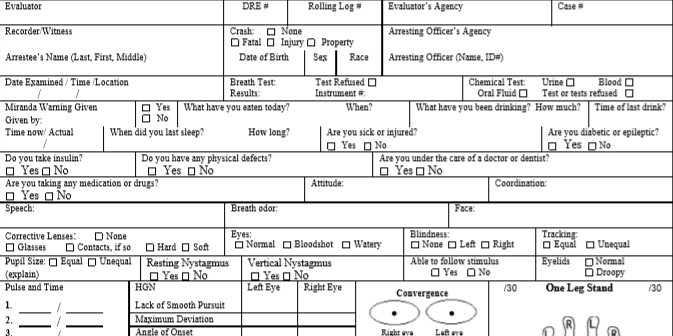 Evaluator DRE # Rolling Log # Evaluator's Agency Case #
Recorder/Witness Crash: ☐ None Arresting Officer's Agency
☐ Fatal ☐ Injury ☐ Property
Arrestee's Name (Last, First, Middle) Date of Birth Sex Race Arresting Officer (Name, ID#)
Date Examined / Time /Location Breath Test: Test Refused ☐ Chemical Test: Urine ☐ Blood ☐
/ / Results: Instrument #: Oral Fluid ☐ Test or tests refused ☐
Miranda Warning Given ☐ Yes What have you eaten today? When? What have you been drinking? How much? Time of last drink?
Given by: ☐ No
Time now/ Actual When did you last sleep? How long? Are you sick or injured? Are you diabetic or epileptic?
/ ☐ Yes ☐ No ☐ Yes ☐ No
Do you take insulin? Do you have any physical defects? Are you under the care of a doctor or dentist?
☐ Yes ☐ No ☐ Yes ☐ No ☐ Yes ☐ No
Are you taking any medication or drugs? Attitude: Coordination:
☐ Yes ☐ No
Speech: Breath odor: Face:
Corrective Lenses: ☐ None Eyes: Blindness: Tracking:
☐ Glasses ☐ Contacts, if so ☐ Hard ☐ Soft ☐ Normal ☐ Bloodshot ☐ Watery ☐ None ☐ Left ☐ Right ☐ Equal ☐ Unequal
Pupil Size: ☐ Equal ☐ Unequal Resting Nystagmus Vertical Nystagmus Able to follow stimulus Eyelids ☐ Normal
(explain) ☐ Yes ☐ No ☐ Yes ☐ No ☐ Yes ☐ No ☐ Droopy
Pulse and Time HGN Left Eye Right Eye Convergence /30 One Leg Stand /30
1. ____ / ____ Lack of Smooth Pursuit R L
2. ____ / ____ Maximum Deviation L R
3. / Angle of Onset Right eye Left eye